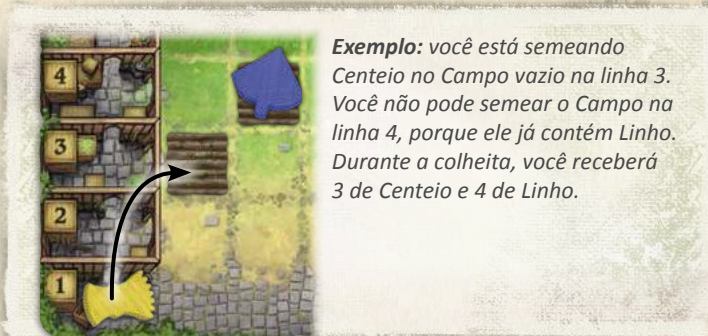 4
3
2
1
Exemplo: você está semeando
Centeio no Campo vazio na linha 3.
Você não pode semear o Campo na
linha 4, porque ele já contém Linho.
Durante a colheita, você receberá
3 de Centeio e 4 de Linho.